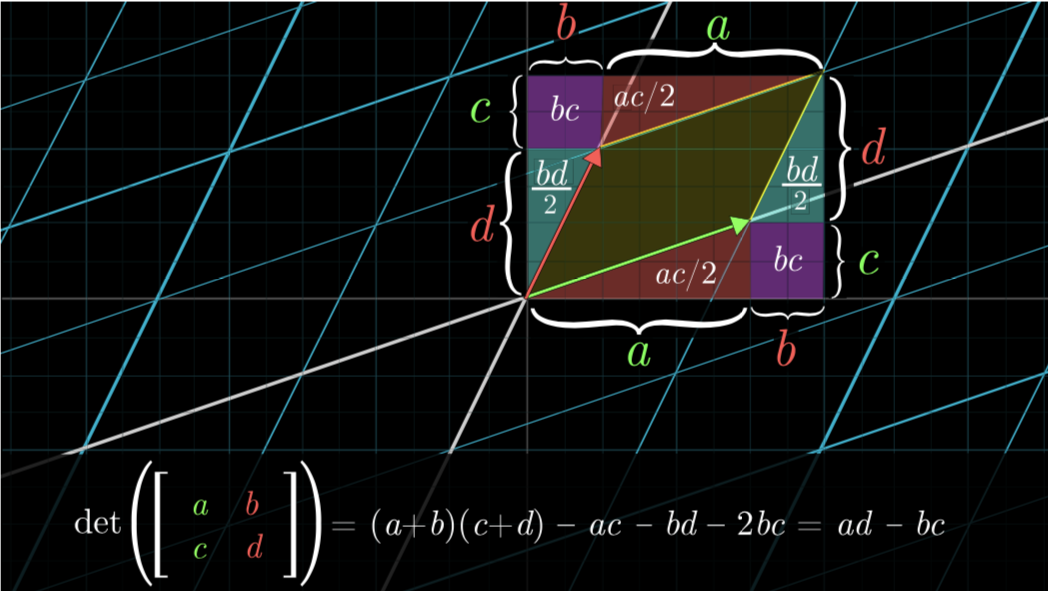 b a
c bc ac/2
bd/2 bd/2 d
d
ac/2 bc c
a b
det([a b
c d]) = (a+b)(c+d) − ac − bd − 2bc = ad − bc